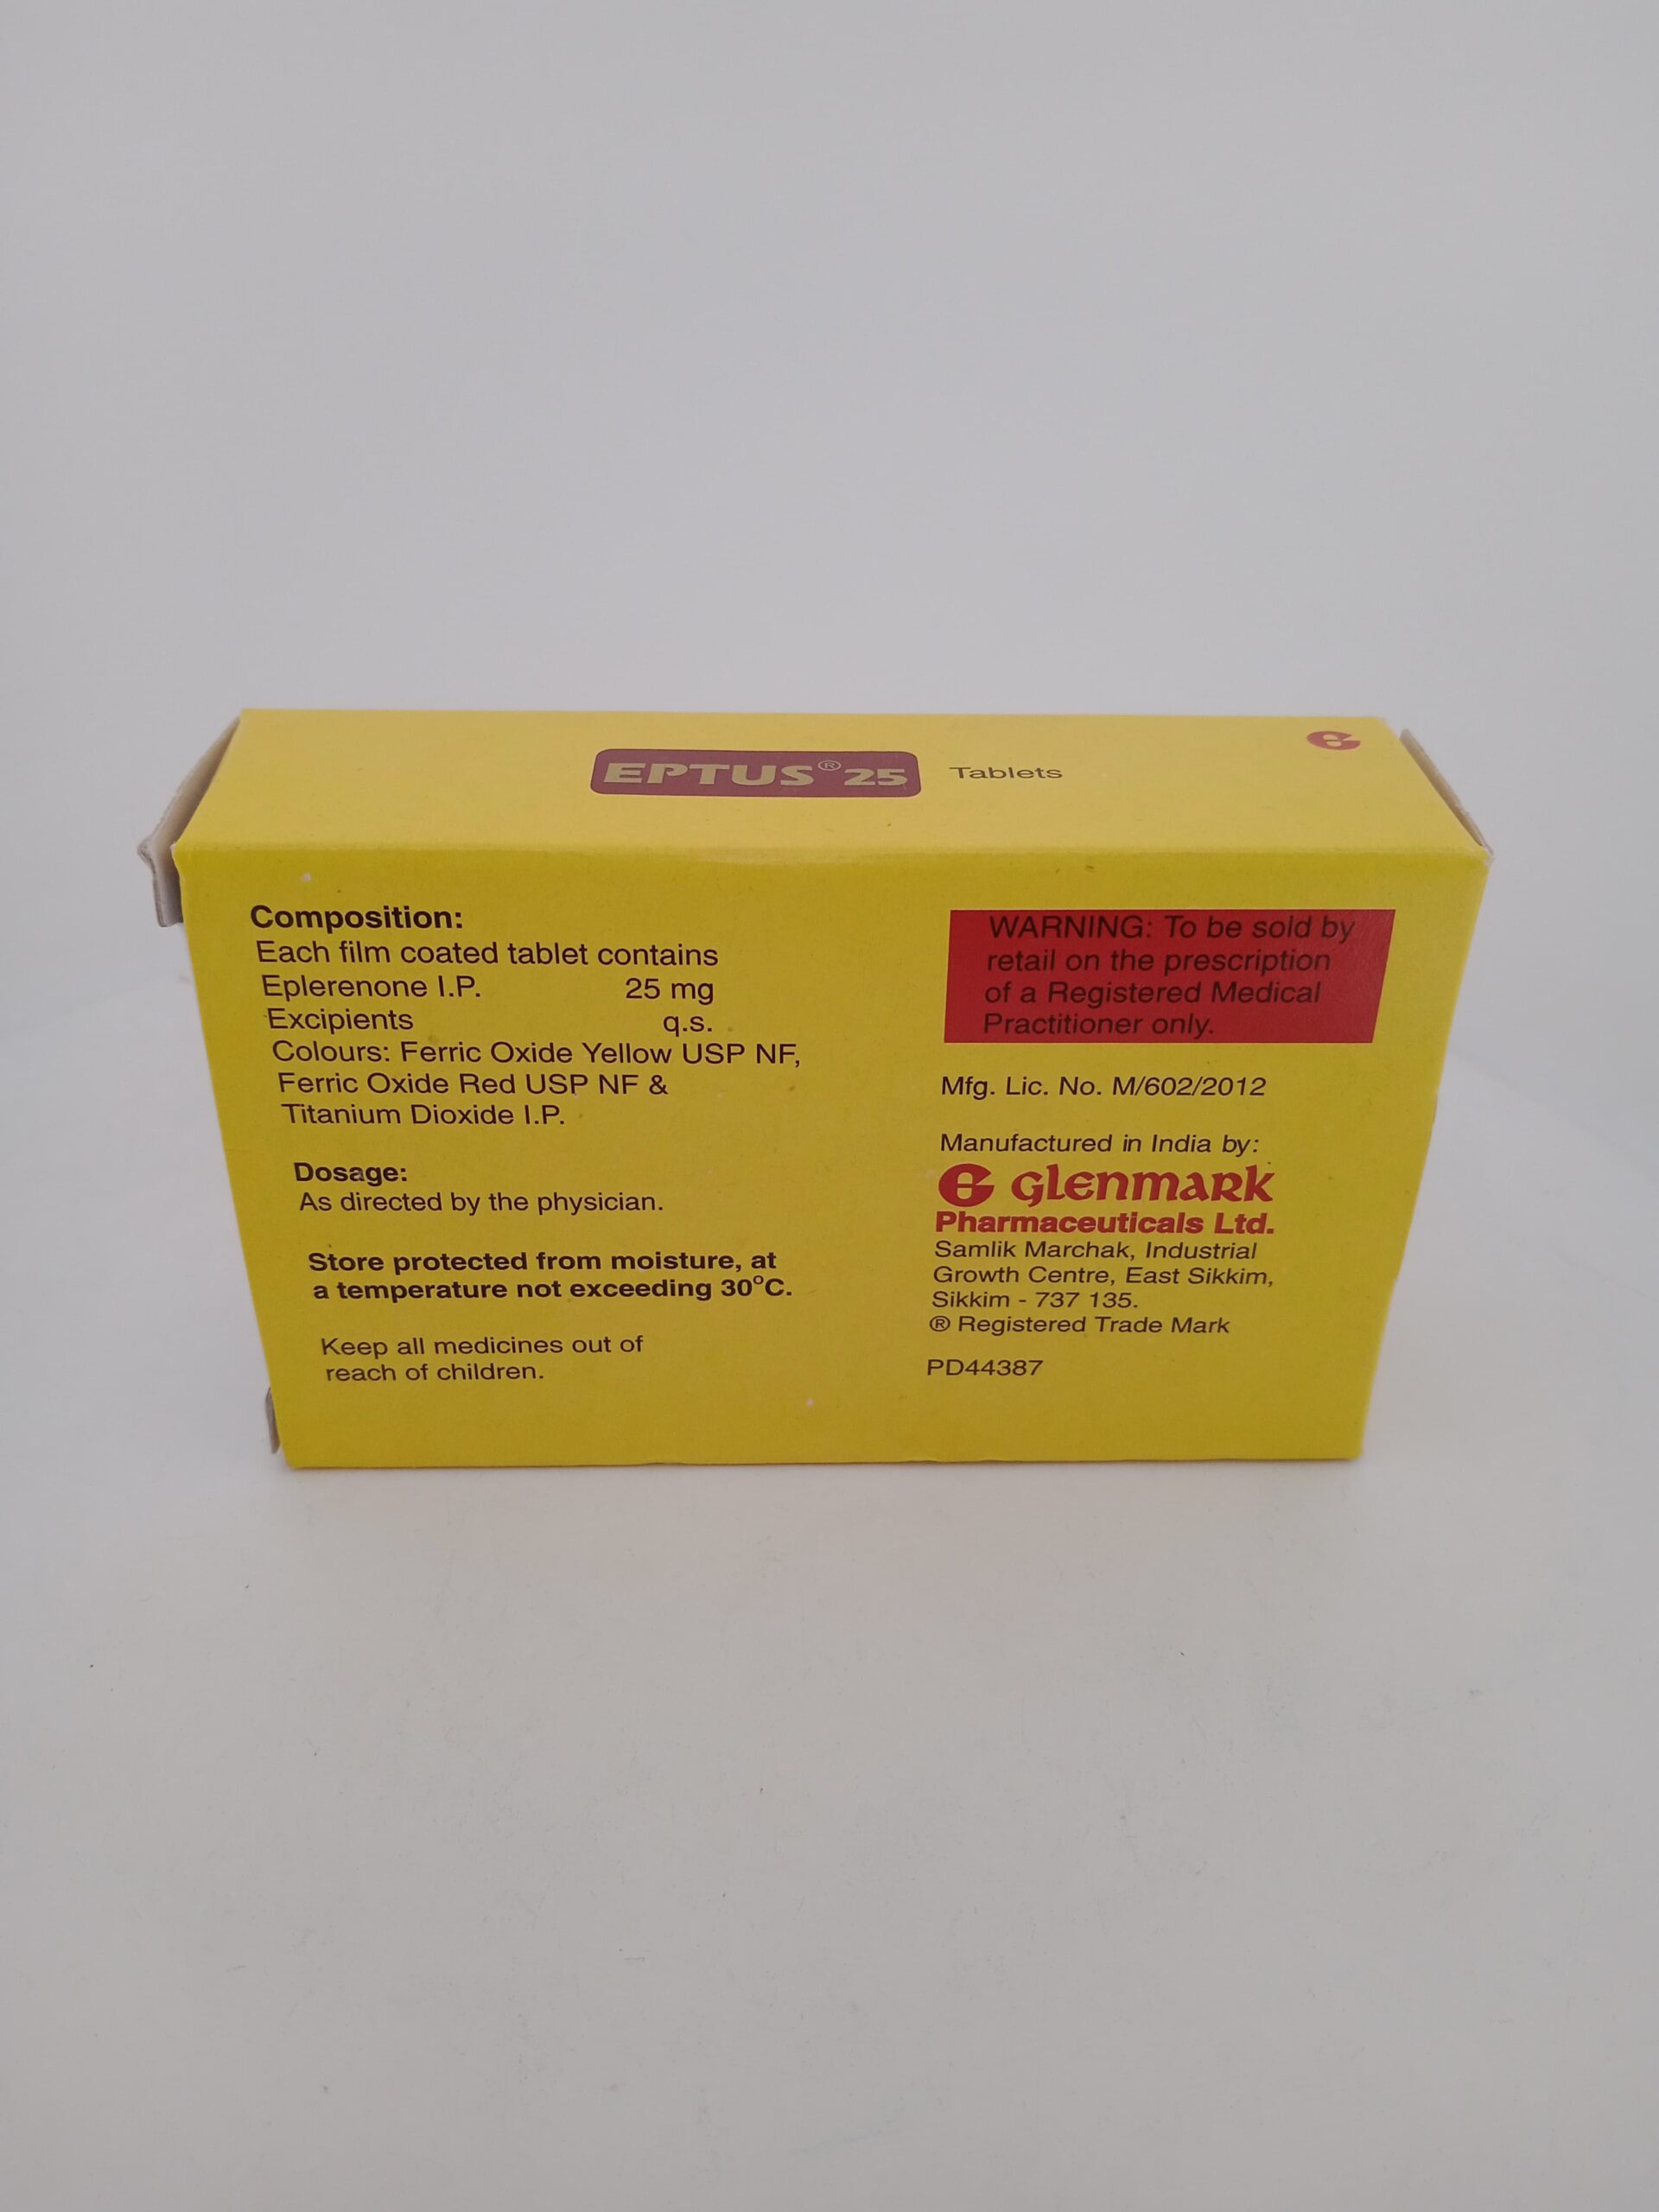 EPTUS® 25 Tablets
Composition:
Each film coated tablet contains
Eplerenone I.P. 25 mg
Excipients q.s.
Colours: Ferric Oxide Yellow USP NF,
Ferric Oxide Red USP NF &
Titanium Dioxide I.P.
Dosage:
As directed by the physician.
Store protected from moisture, at
a temperature not exceeding 30°C.
Keep all medicines out of
reach of children.
WARNING: To be sold by
retail on the prescription
of a Registered Medical
Practitioner only.
Mfg. Lic. No. M/602/2012
Manufactured in India by:
glenmark
Pharmaceuticals Ltd.
Samlik Marchak, Industrial
Growth Centre, East Sikkim,
Sikkim - 737 135.
® Registered Trade Mark
PD44387